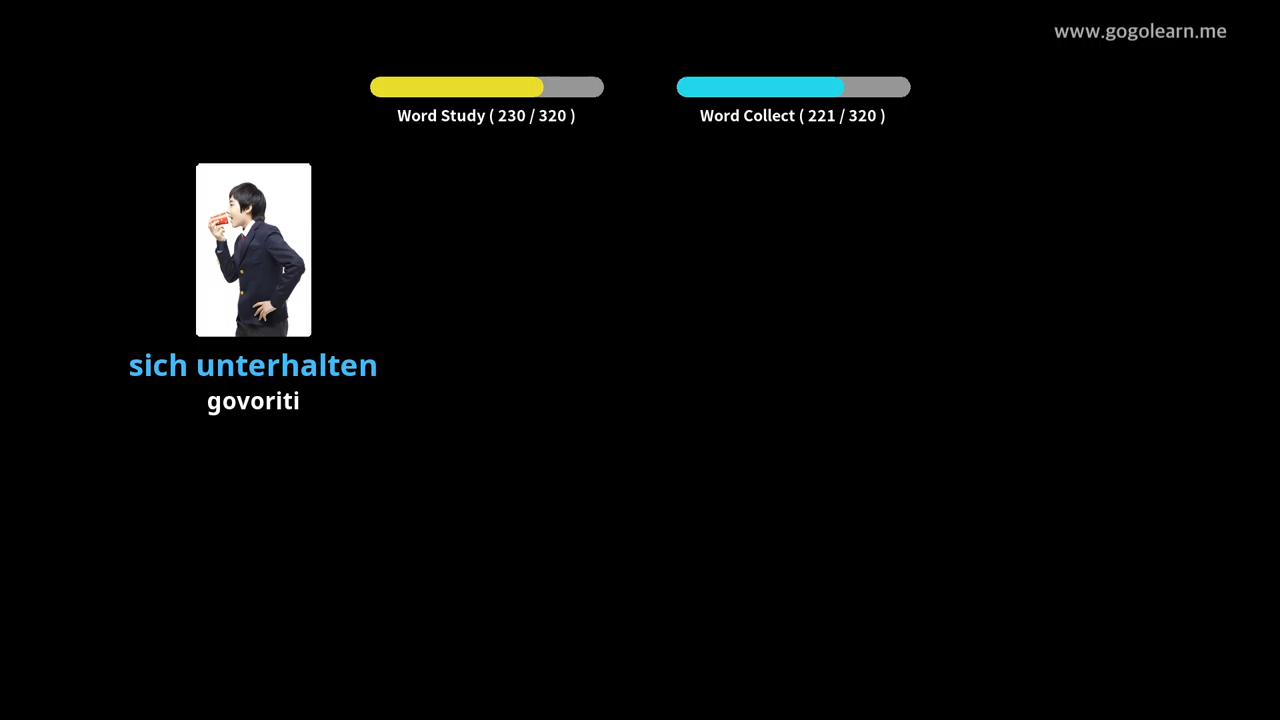 www.gogolearn.me
Word Study ( 230 / 320 )
Word Collect ( 221 / 320 )
sich unterhalten
govoriti